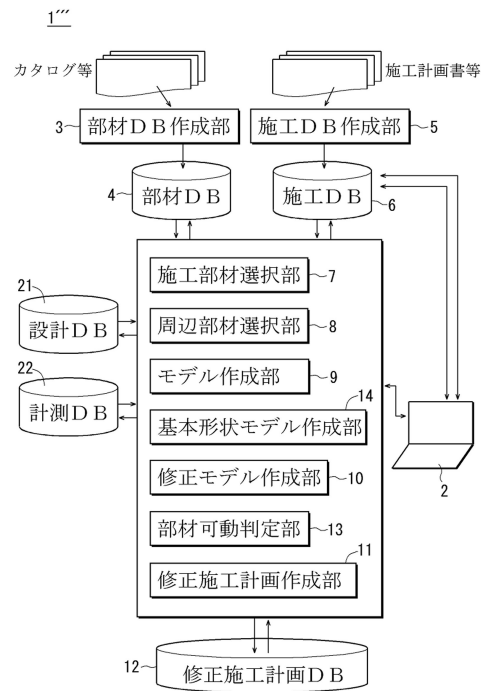 1'''
カタログ等
施工計画書等
3
部材DB作成部
施工DB作成部
5
4
部材DB
施工DB
6
施工部材選択部
7
21
設計DB
周辺部材選択部
8
22
計測DB
モデル作成部
9
14
基本形状モデル作成部
修正モデル作成部
10
2
部材可動判定部
13
11
修正施工計画作成部
12
修正施工計画DB